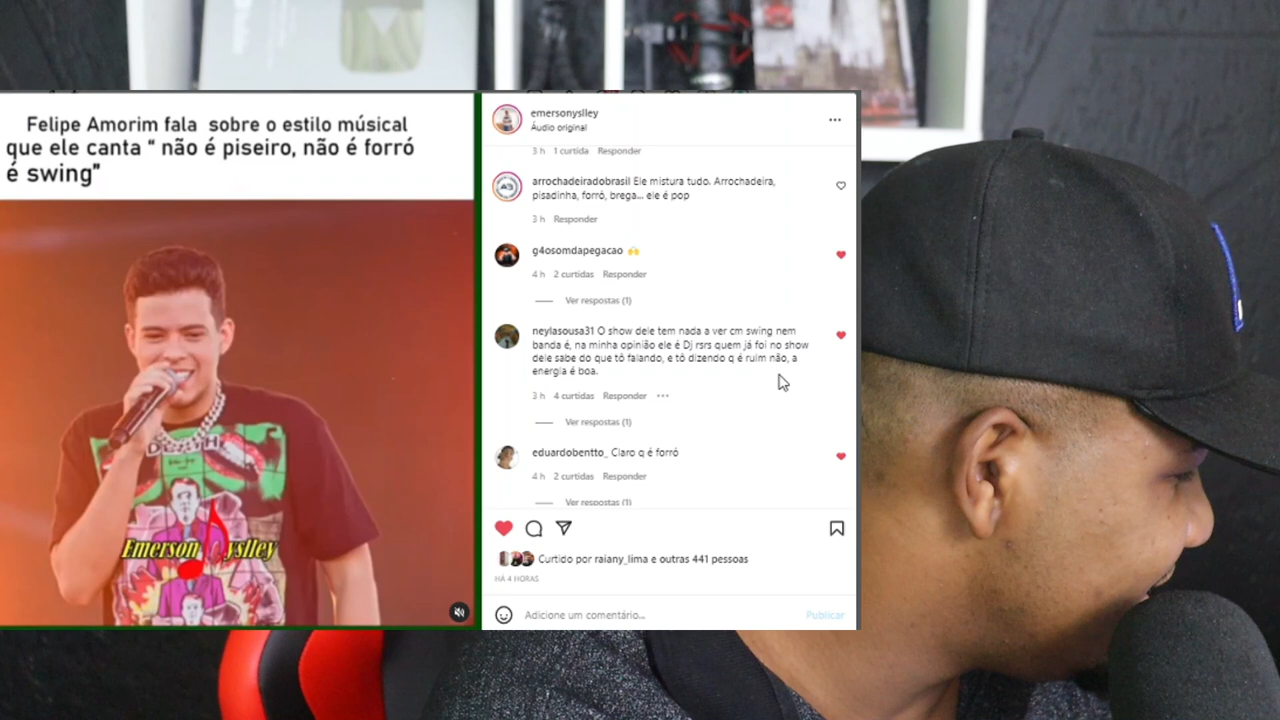 Felipe Amorim fala sobre o estilo músical
que ele canta “ não é piseiro, não é forró
é swing”
DEATH
Emerson yslley
emersonyslley
Áudio original
3 h 1 curtida Responder
arrochadeiradobrasil Ele mistura tudo. Arrochadeira,
pisadinha, forró, brega... ele é pop
3 h Responder
g4osomdapegacao 🙌
4 h 2 curtidas Responder
Ver respostas (1)
neylasousa31 O show dele tem nada a ver cm swing nem
banda é, na minha opinião ele é Dj rsrs quem já foi no show
dele sabe do que tô falando, e tô dizendo q é ruim não, a
energia é boa.
3 h 4 curtidas Responder •••
Ver respostas (1)
eduardobentto_ Claro q é forró
4 h 2 curtidas Responder
Ver respostas (1)
Curtido por raiany_lima e outras 441 pessoas
HÁ 4 HORAS
Adicione um comentário... Publicar